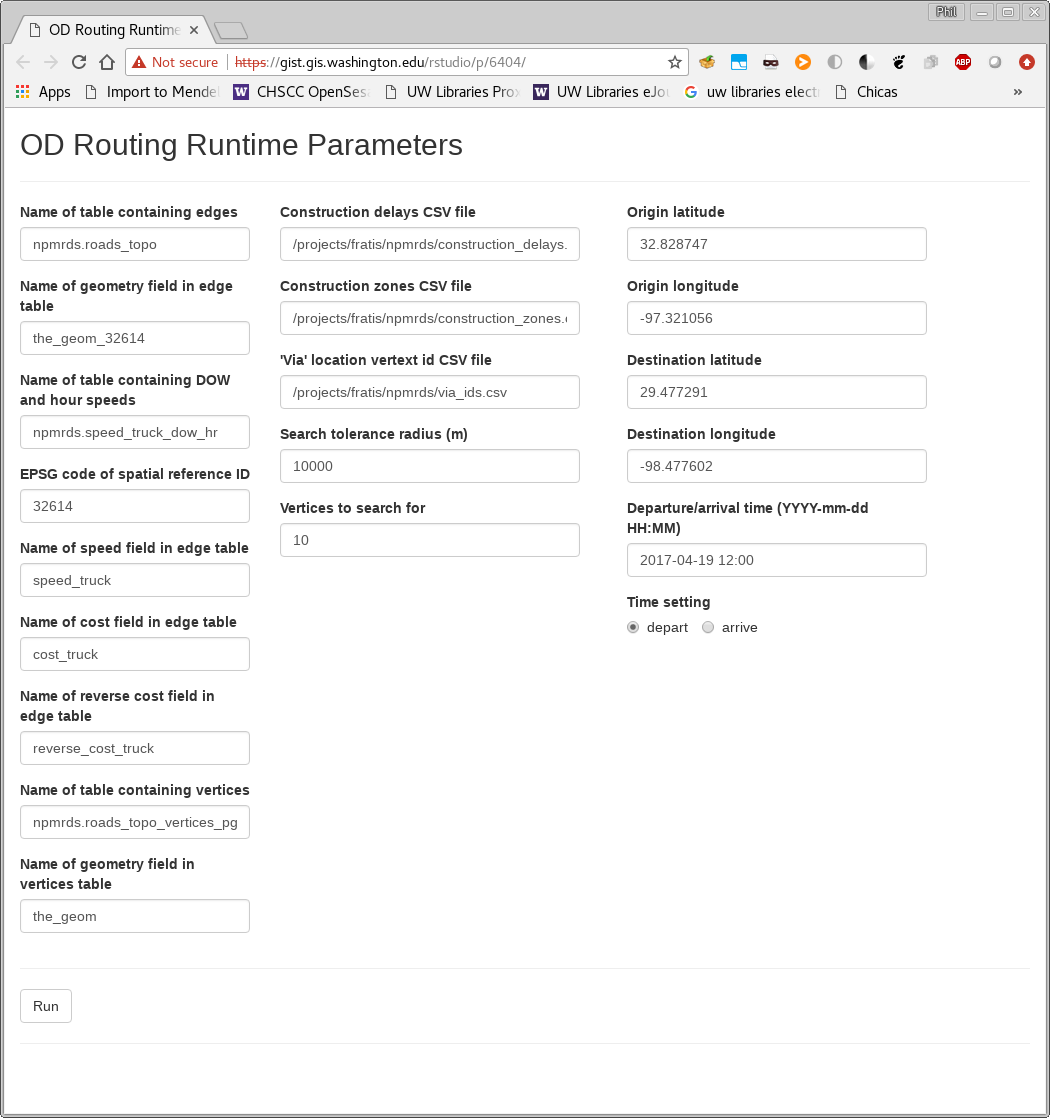 Phil
OD Routing Runtime
Not secure https://gist.gis.washington.edu/rstudio/p/6404/
ABP
Apps Import to Mendel W CHSCC OpenSesa UW Libraries Prox W UW Libraries eJou G uw libraries elect Chicas »
OD Routing Runtime Parameters
Name of table containing edges
npmrds.roads_topo
Name of geometry field in edge
table
the_geom_32614
Name of table containing DOW
and hour speeds
npmrds.speed_truck_dow_hr
EPSG code of spatial reference ID
32614
Name of speed field in edge table
speed_truck
Name of cost field in edge table
cost_truck
Name of reverse cost field in
edge table
reverse_cost_truck
Name of table containing vertices
npmrds.roads_topo_vertices_pg
Name of geometry field in
vertices table
the_geom
Construction delays CSV file
/projects/fratis/npmrds/construction_delays.
Construction zones CSV file
/projects/fratis/npmrds/construction_zones.c
'Via' location vertext id CSV file
/projects/fratis/npmrds/via_ids.csv
Search tolerance radius (m)
10000
Vertices to search for
10
Origin latitude
32.828747
Origin longitude
-97.321056
Destination latitude
29.477291
Destination longitude
-98.477602
Departure/arrival time (YYYY-mm-dd
HH:MM)
2017-04-19 12:00
Time setting
depart arrive
Run